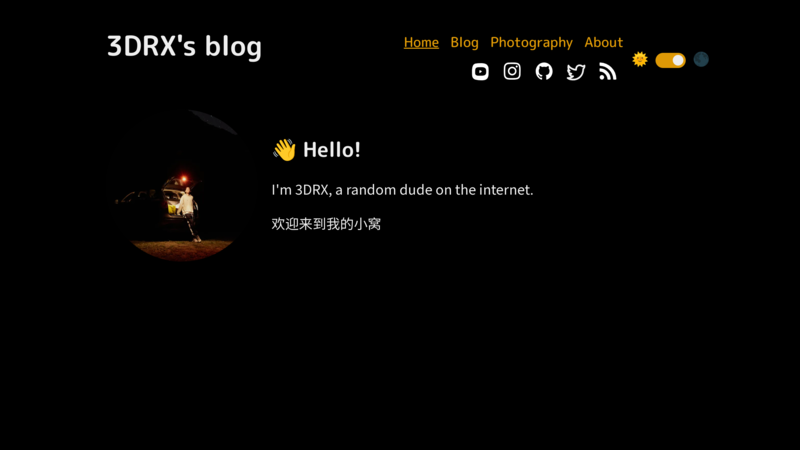 3DRX's blog
Home Blog Photography About
👋 Hello!
I'm 3DRX, a random dude on the internet.
欢迎来到我的小窝